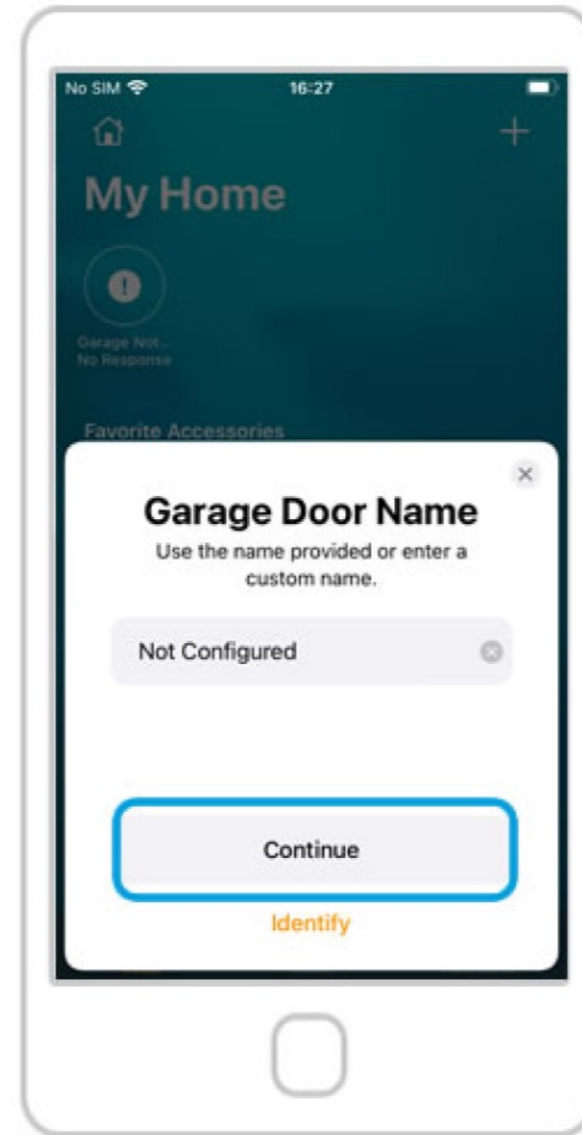 No SIM 16:27
My Home
Garage Not...
No Response
Favorite Accessories
Garage Door Name
Use the name provided or enter a
custom name.
Not Configured
Continue
Identify